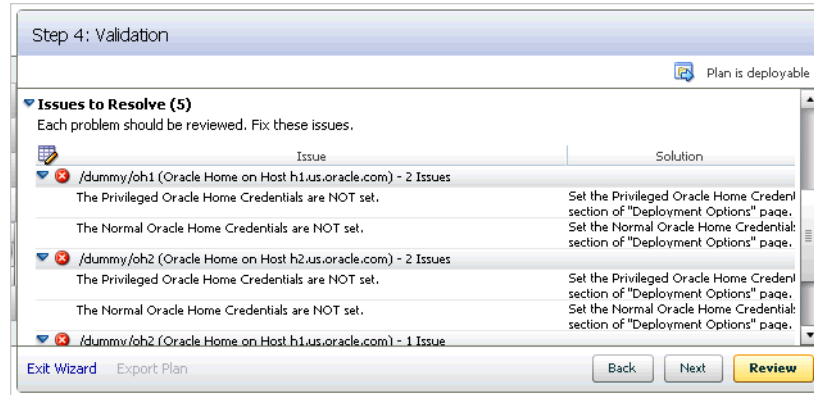 Step 4: Validation
Plan is deployable
Issues to Resolve (5)
Each problem should be reviewed. Fix these issues.
Issue Solution
/dummy/oh1 (Oracle Home on Host h1.us.oracle.com) - 2 Issues
The Privileged Oracle Home Credentials are NOT set. Set the Privileged Oracle Home
section of "Deployment Options" page.
The Normal Oracle Home Credentials are NOT set. Set the Normal Oracle Home Credentials
section of "Deployment Options" page.
/dummy/oh2 (Oracle Home on Host h2.us.oracle.com) - 2 Issues
The Privileged Oracle Home Credentials are NOT set. Set the Privileged Oracle Home
section of "Deployment Options" page.
The Normal Oracle Home Credentials are NOT set. Set the Normal Oracle Home Credentials
section of "Deployment Options" page.
/dummy/oh2 (Oracle Home on Host h1.us.oracle.com) - 1 Issue
Exit Wizard Export Plan Back Next Review